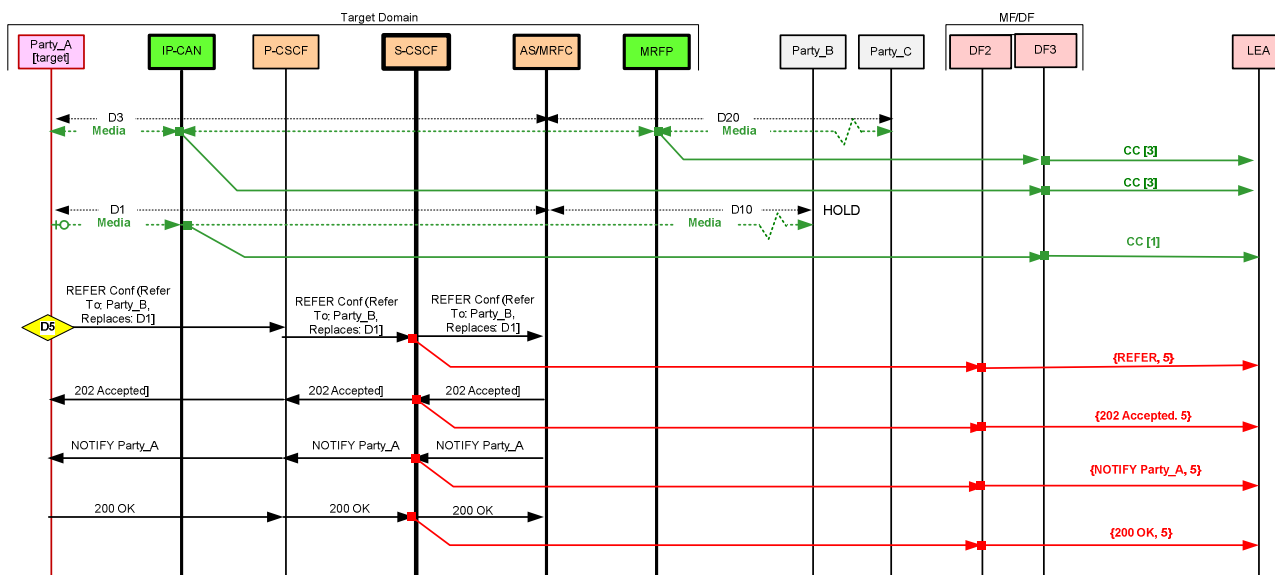 Target Domain
MF/DF
Party_A
[target]
IP-CAN
P-CSCF
S-CSCF
AS/MRFC
MRFP
Party_B
Party_C
DF2
DF3
LEA
D3
D20
Media
Media
CC [3]
CC [3]
D1
D10
HOLD
Media
Media
CC [1]
REFER Conf (Refer
To: Party_B,
Replaces: D1]
REFER Conf (Refer
To: Party_B,
Replaces: D1]
REFER Conf (Refer
To: Party_B,
Replaces: D1]
D5
{REFER, 5}
202 Accepted]
202 Accepted]
202 Accepted]
{202 Accepted. 5}
NOTIFY Party_A
NOTIFY Party_A
NOTIFY Party_A
{NOTIFY Party_A, 5}
200 OK
200 OK
200 OK
{200 OK, 5}